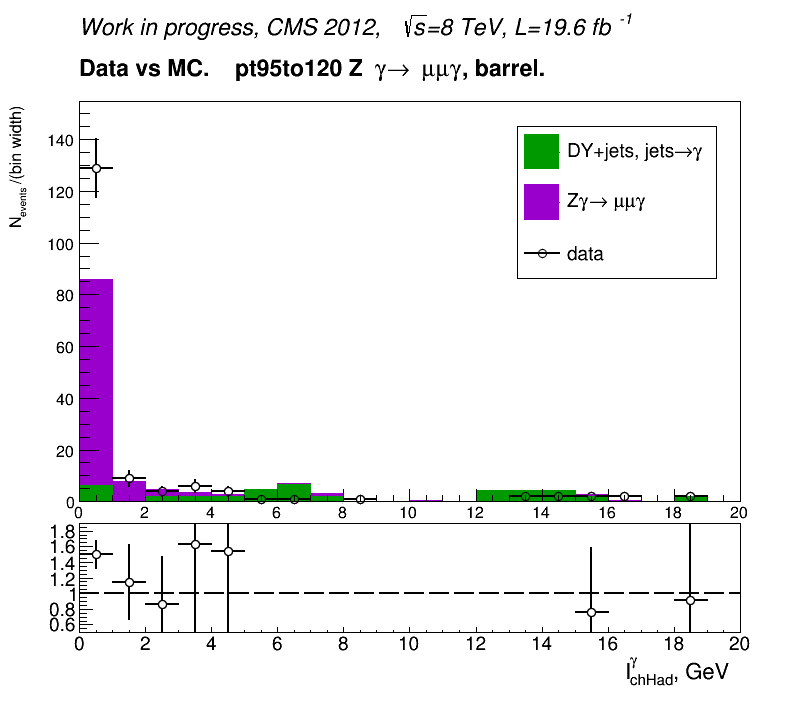 Work in progress, CMS 2012, √s=8 TeV, L=19.6 fb⁻¹
Data vs MC. pt95to120 Z γ→ μμγ, barrel.
N_events /(bin width)
140
120
100
80
60
40
20
0
0 2 4 6 8 10 12 14 16 18 20
DY+jets, jets→γ
Zγ→ μμγ
data
1.8
1.6
1.4
1.2
1
0.8
0.6
0 2 4 6 8 10 12 14 16 18 20
I^γ_chHad, GeV